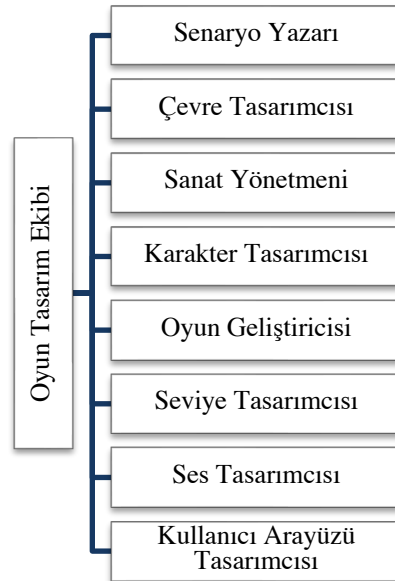 Oyun Tasarım Ekibi
Senaryo Yazarı
Çevre Tasarımcısı
Sanat Yönetmeni
Karakter Tasarımcısı
Oyun Geliştiricisi
Seviye Tasarımcısı
Ses Tasarımcısı
Kullanıcı Arayüzü
Tasarımcısı